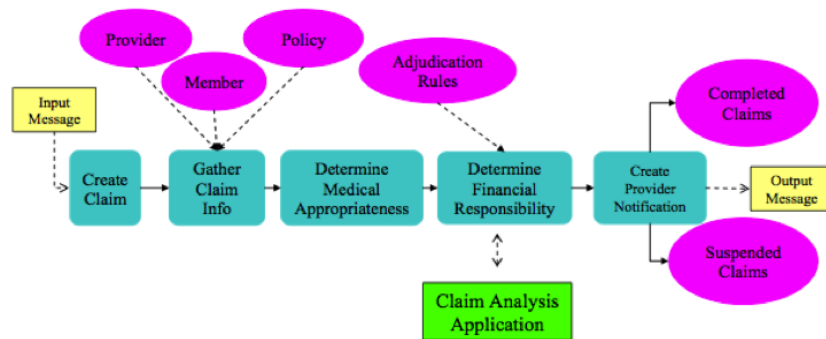 Provider
Policy
Member
Adjudication
Rules
Completed
Claims
Input
Message
Create
Claim
Gather
Claim
Info
Determine
Medical
Appropriateness
Determine
Financial
Responsibility
Create
Provider
Notification
Output
Message
Suspended
Claims
Claim Analysis
Application